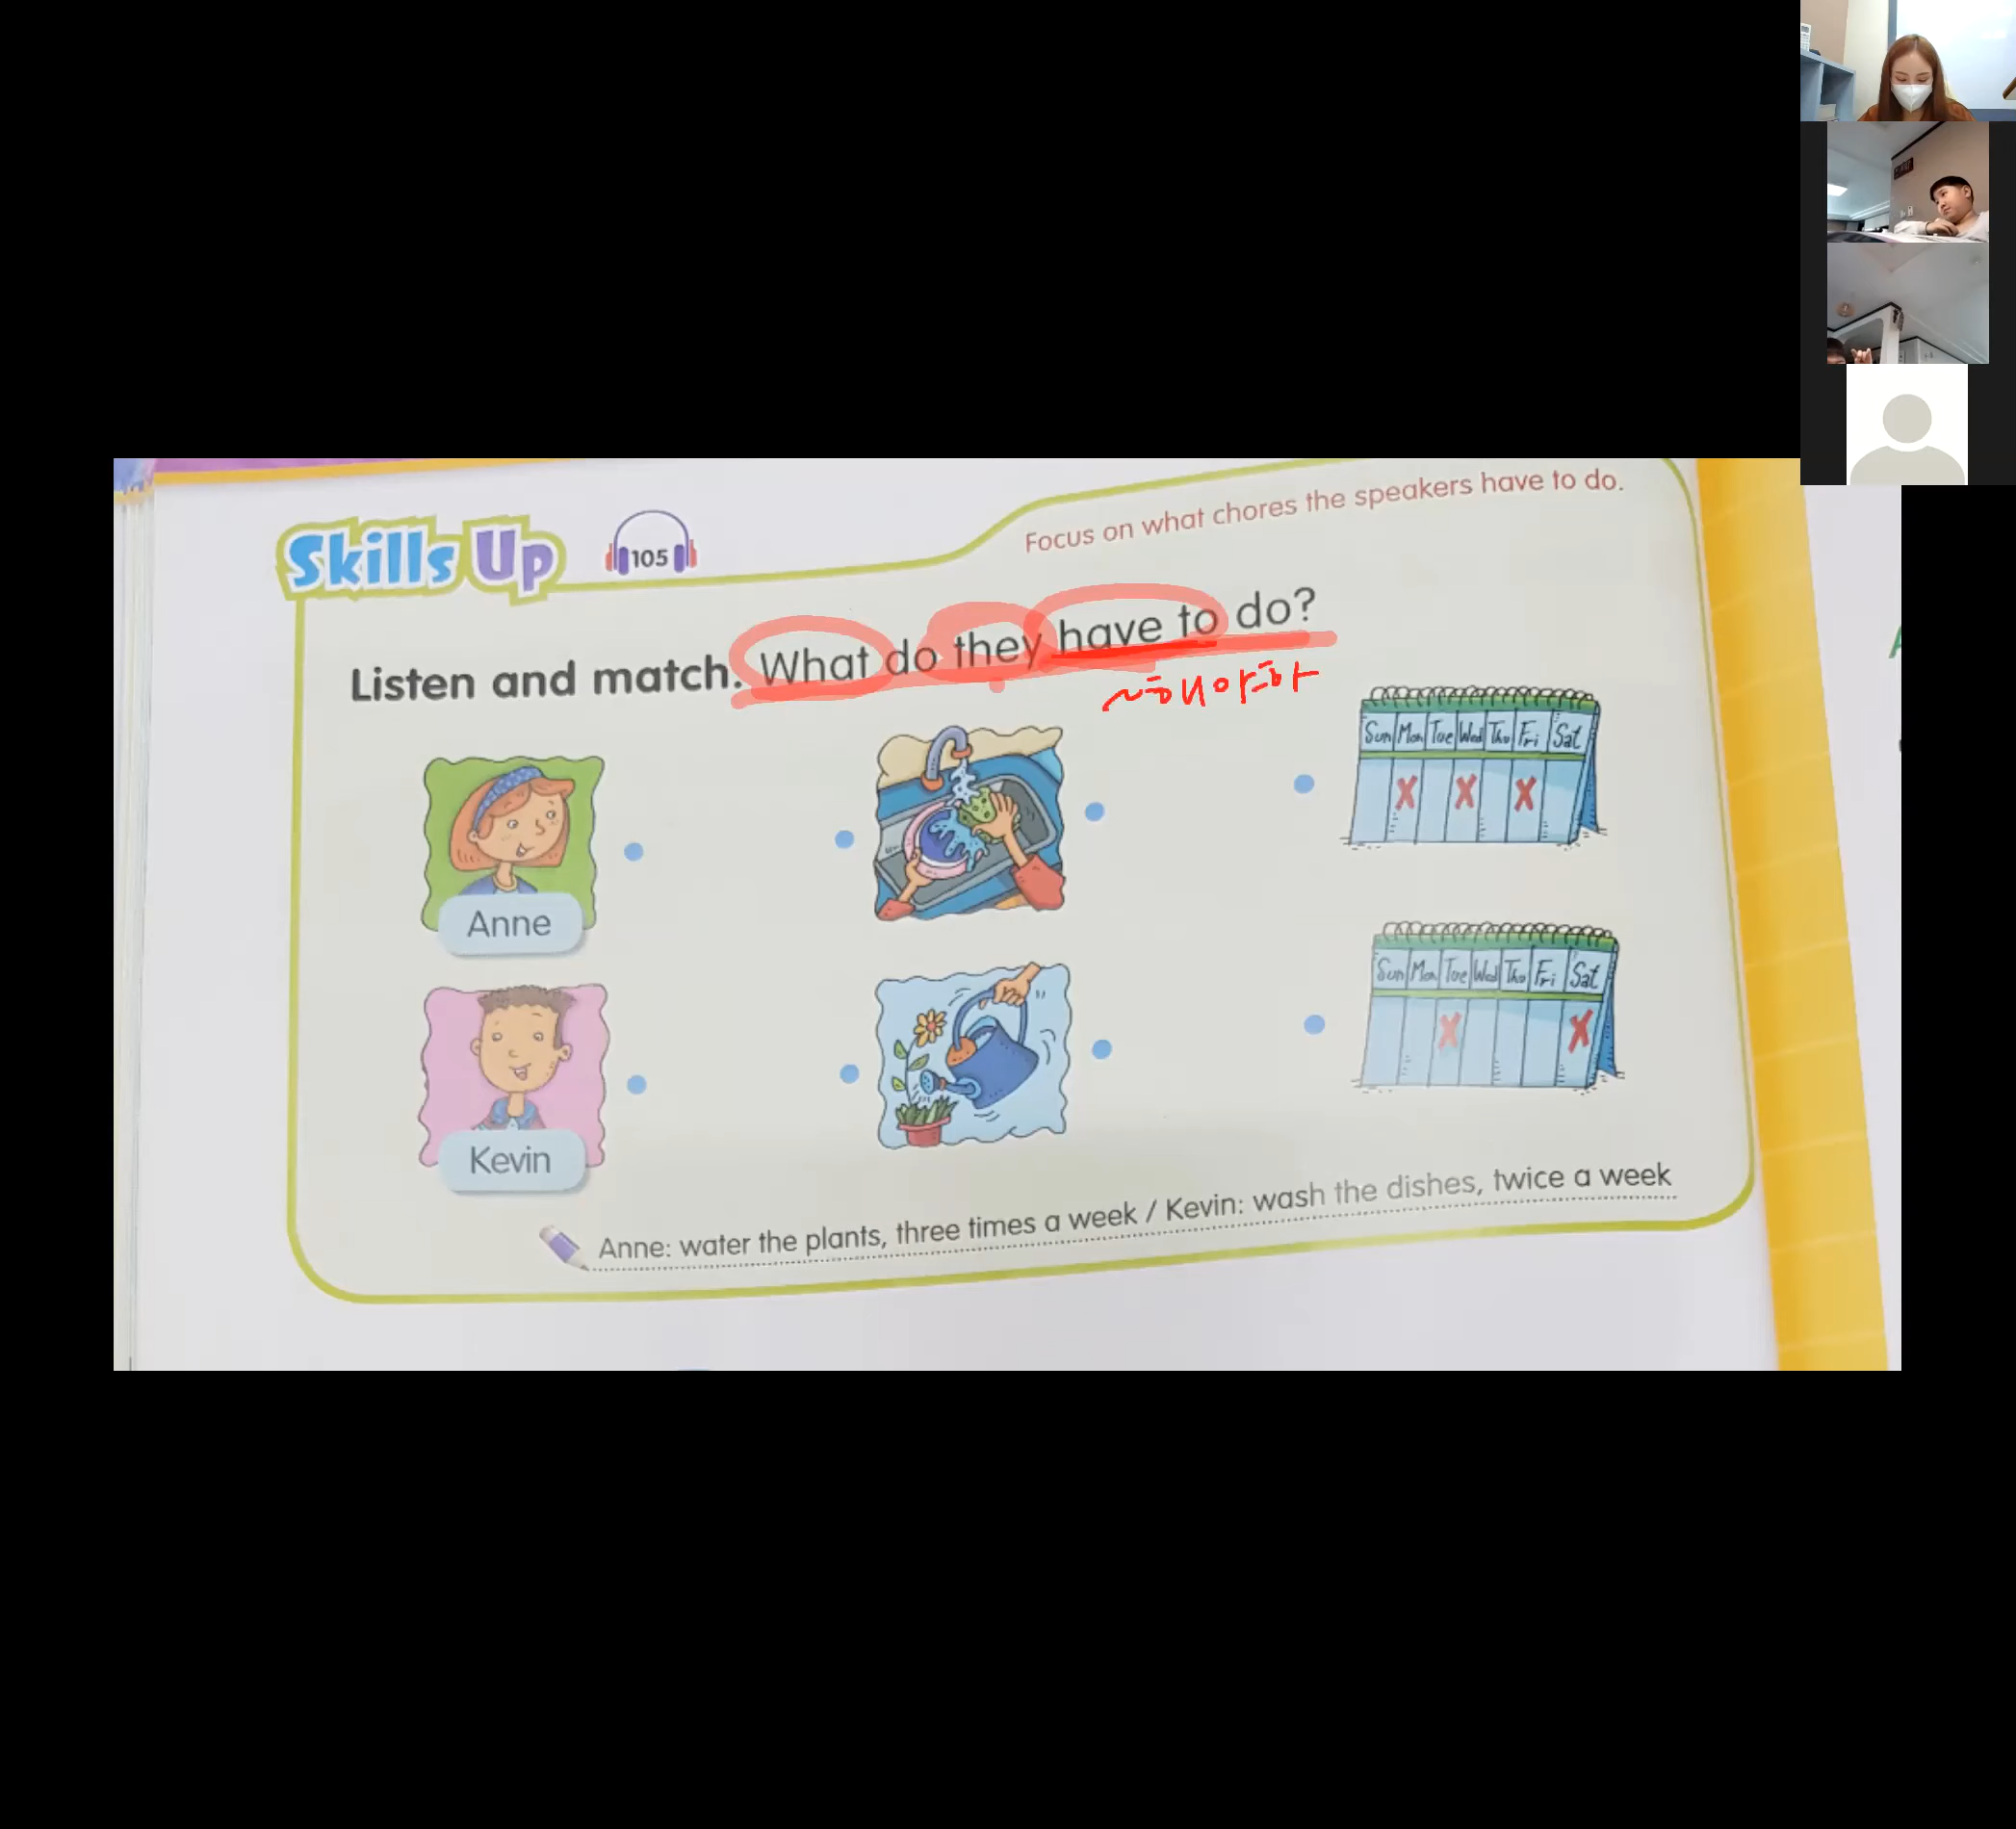 Skills Up
105
Focus on what chores the speakers have to do.
Listen and match. What do they have to do?
~해야하
Sun Mon Tue Wed Thu Fri Sat
X X X
Anne
Sun Mon Tue Wed Thu Fri Sat
X X
Kevin
Anne: water the plants, three times a week / Kevin: wash the dishes, twice a week